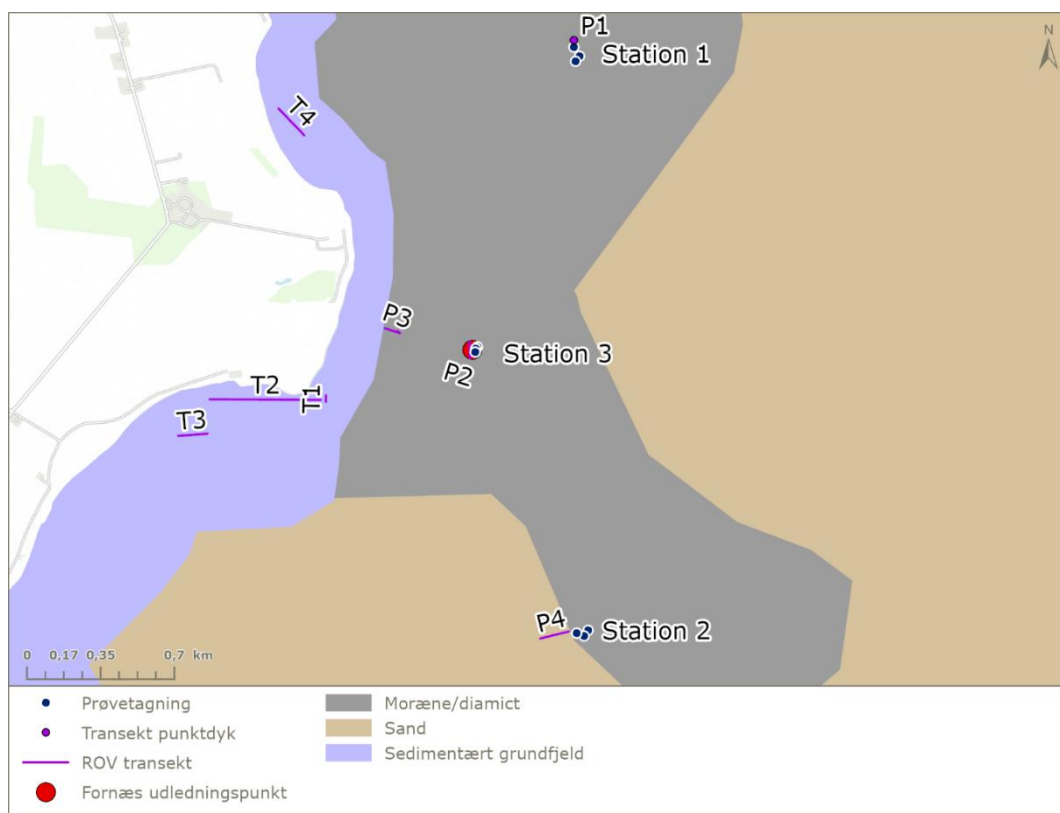 P1
N
Station 1
T4
P3
Station 3
P2
T2
T1
T3
P4
Station 2
0 0,17 0,35 0,7 km
Prøvetagning
Transekt punktdyk
ROV transekt
Fornæs udledningspunkt
Moræne/diamict
Sand
Sedimentært grundfjeld